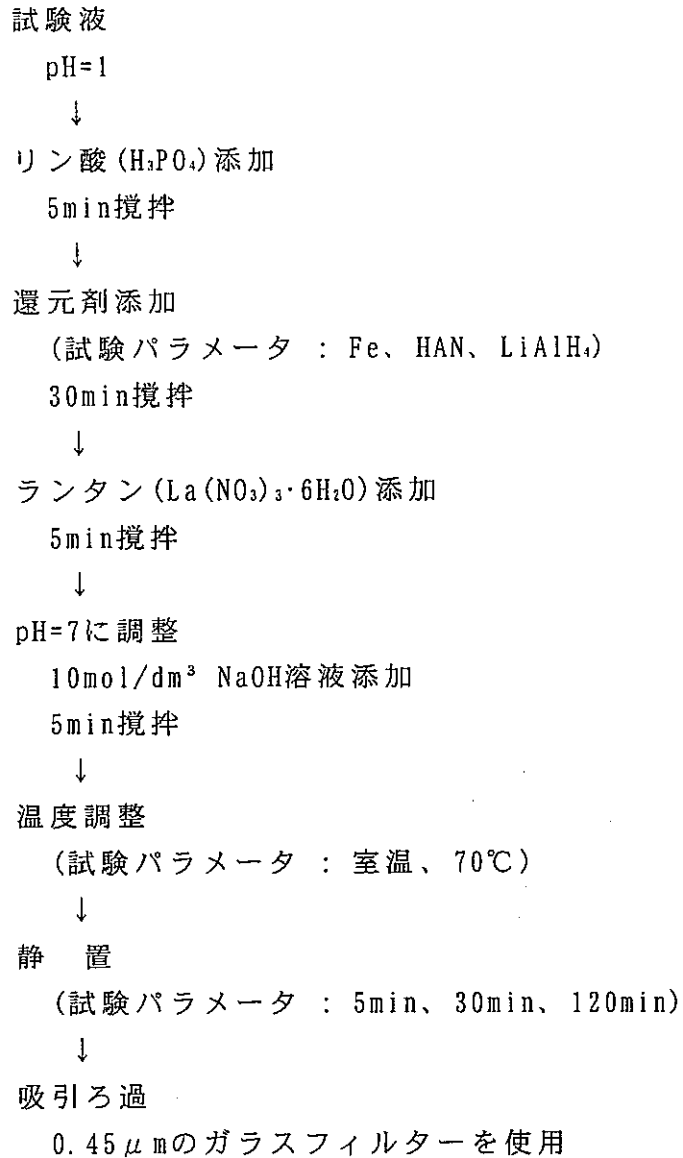 試験液
pH=1
↓
リン酸(H₃PO₄)添加
5min撹拌
↓
還元剤添加
(試験パラメータ : Fe、HAN、LiAlH₄)
30min撹拌
↓
ランタン(La(NO₃)₃·6H₂O)添加
5min撹拌
↓
pH=7に調整
10mol/dm³ NaOH溶液添加
5min撹拌
↓
温度調整
(試験パラメータ : 室温、70℃)
↓
静 置
(試験パラメータ : 5min、30min、120min)
↓
吸引ろ過
0.45μmのガラスフィルターを使用